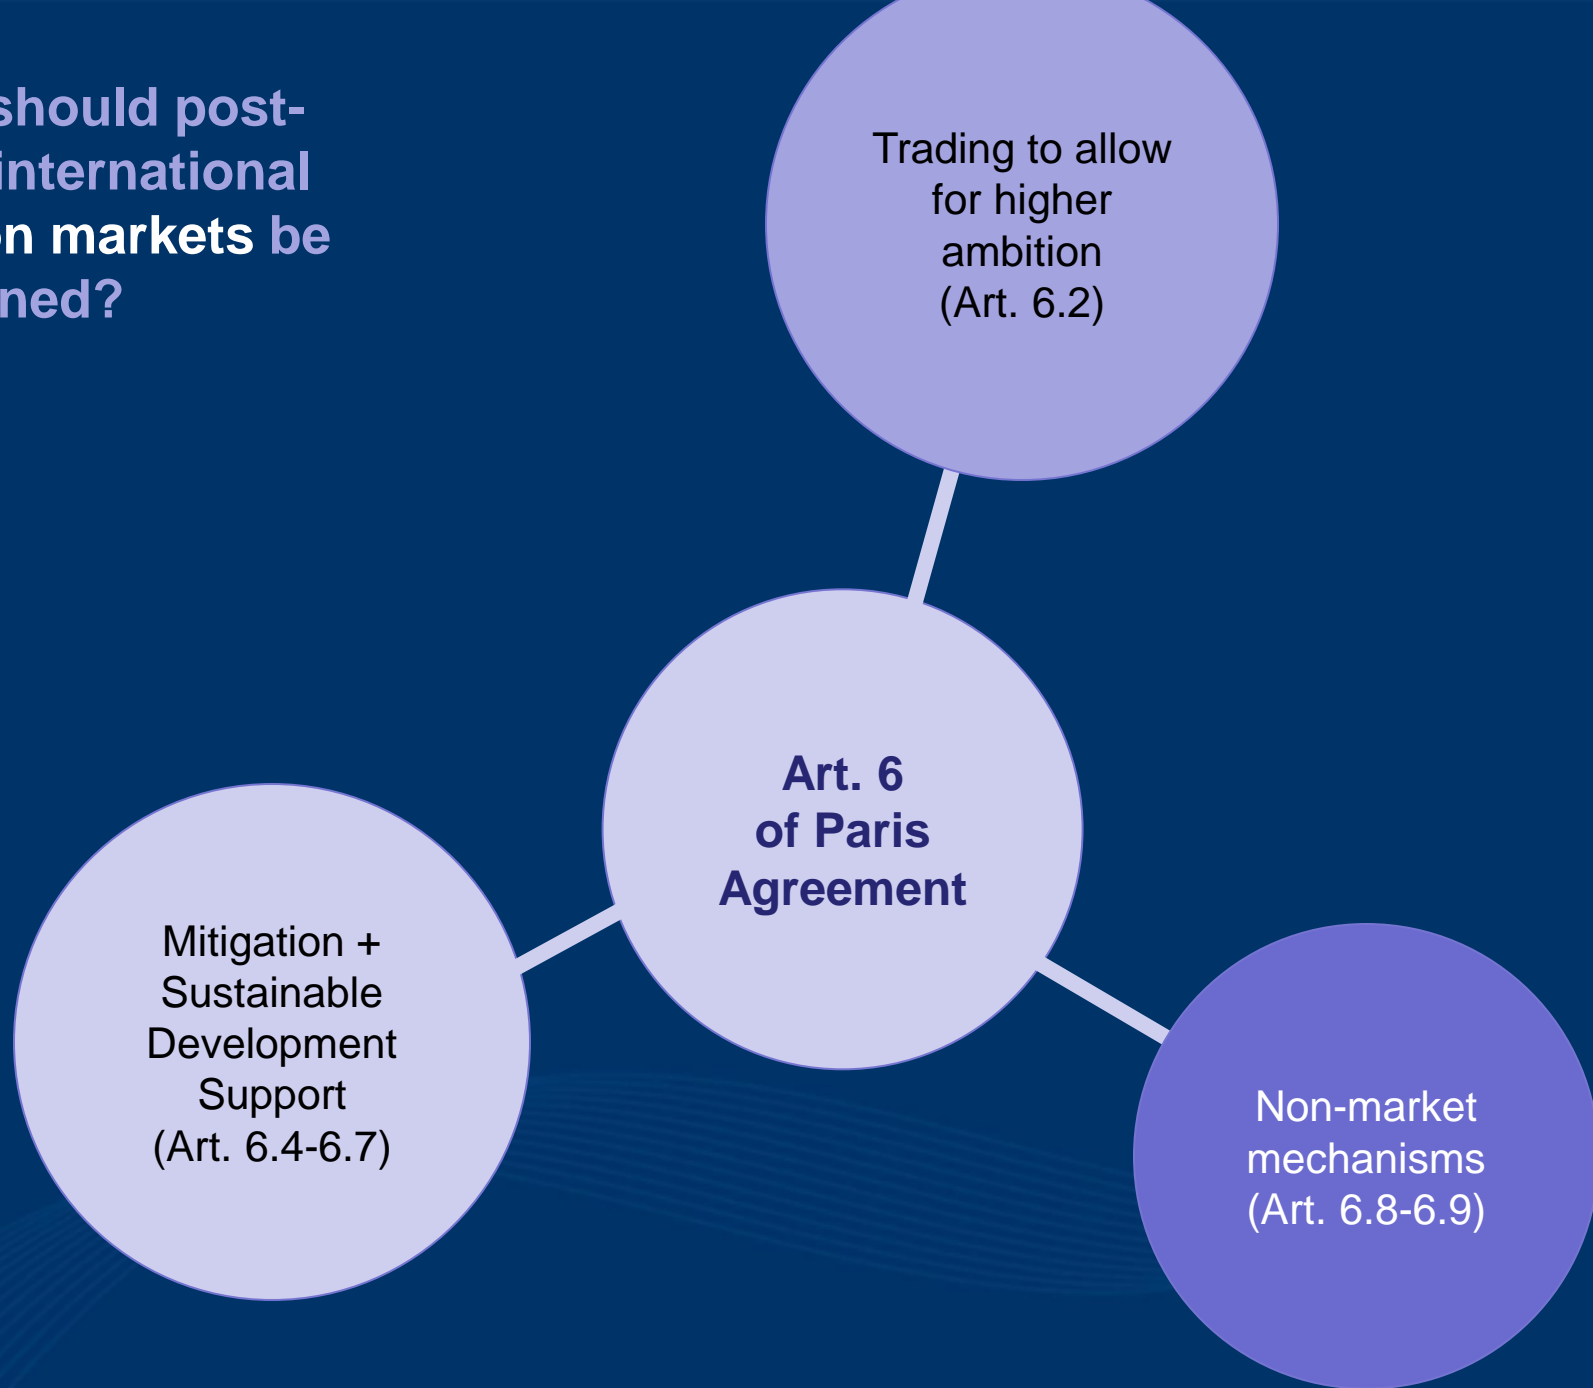 should post-
international
on markets be
ned?
Trading to allow
for higher
ambition
(Art. 6.2)
Art. 6
of Paris
Agreement
Mitigation +
Sustainable
Development
Support
(Art. 6.4-6.7)
Non-market
mechanisms
(Art. 6.8-6.9)